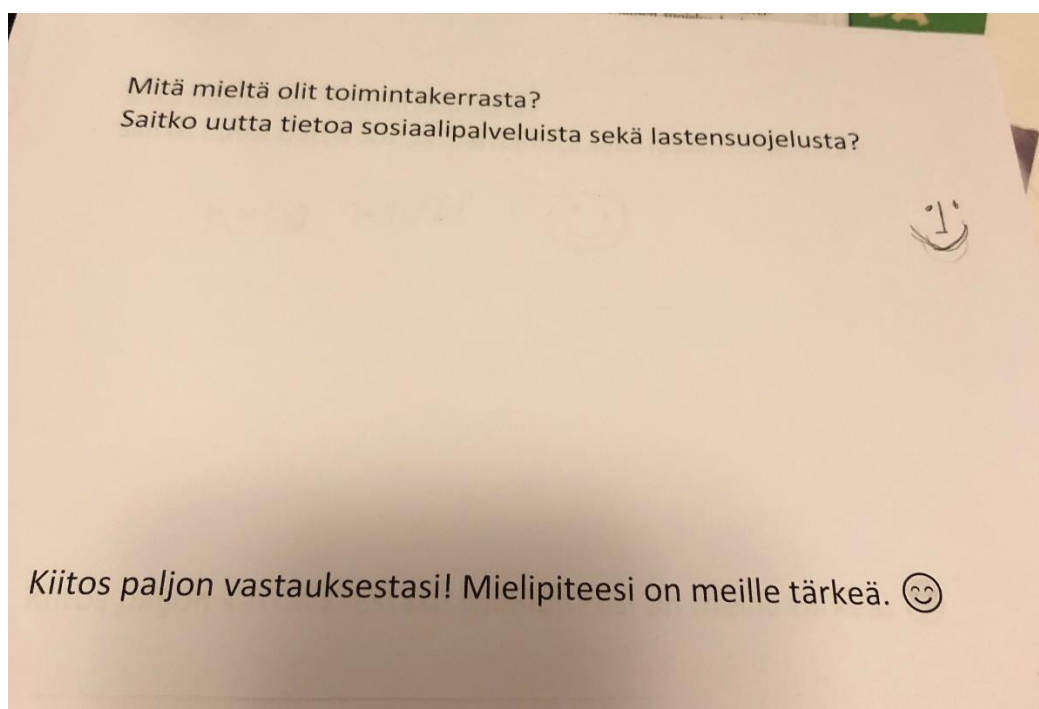 Mitä mieltä olit toimintakerrasta?
Saitko uutta tietoa sosiaalipalveluista sekä lastensuojelusta?
Kiitos paljon vastauksestasi! Mielipiteesi on meille tärkeä. 😊